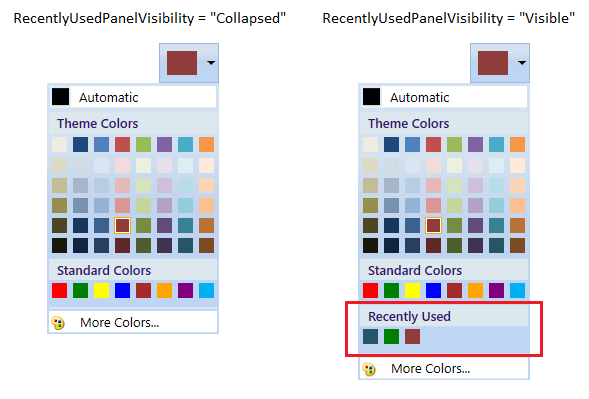 RecentlyUsedPanelVisibility = "Collapsed"
Automatic
Theme Colors
Standard Colors
More Colors...
RecentlyUsedPanelVisibility = "Visible"
Automatic
Theme Colors
Standard Colors
Recently Used
More Colors...